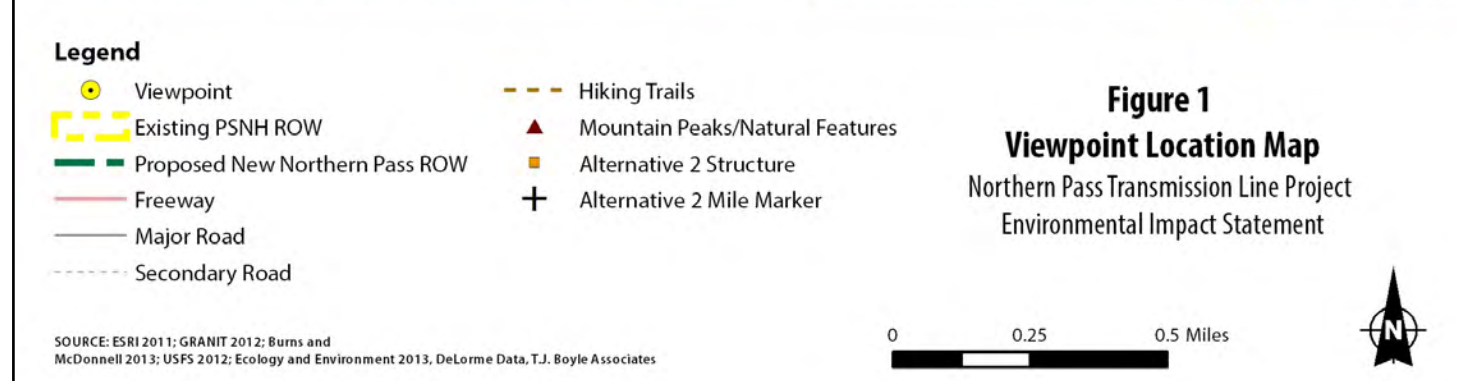 Legend
Viewpoint
Existing PSNH ROW
Proposed New Northern Pass ROW
Freeway
Major Road
Secondary Road
Hiking Trails
Mountain Peaks/Natural Features
Alternative 2 Structure
Alternative 2 Mile Marker
Figure 1
Viewpoint Location Map
Northern Pass Transmission Line Project
Environmental Impact Statement
SOURCE: ESRI 2011; GRANIT 2012; Burns and
McDonnell 2013; USFS 2012; Ecology and Environment 2013, DeLorme Data, T.J. Boyle Associates
0 0.25 0.5 Miles
N